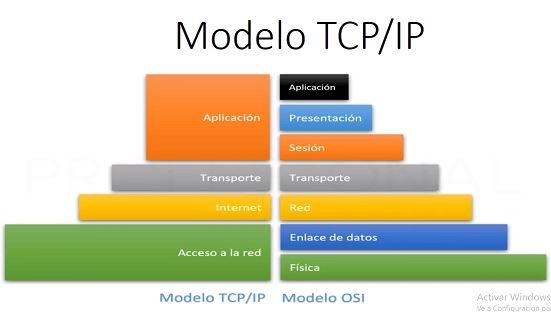 Modelo TCP/IP
Aplicación
Aplicación
Presentación
Sesión
Transporte
Transporte
Internet
Red
Acceso a la red
Enlace de datos
Física
Modelo TCP/IP
Modelo OSI
Activar Windows
Ve a Configuración pa